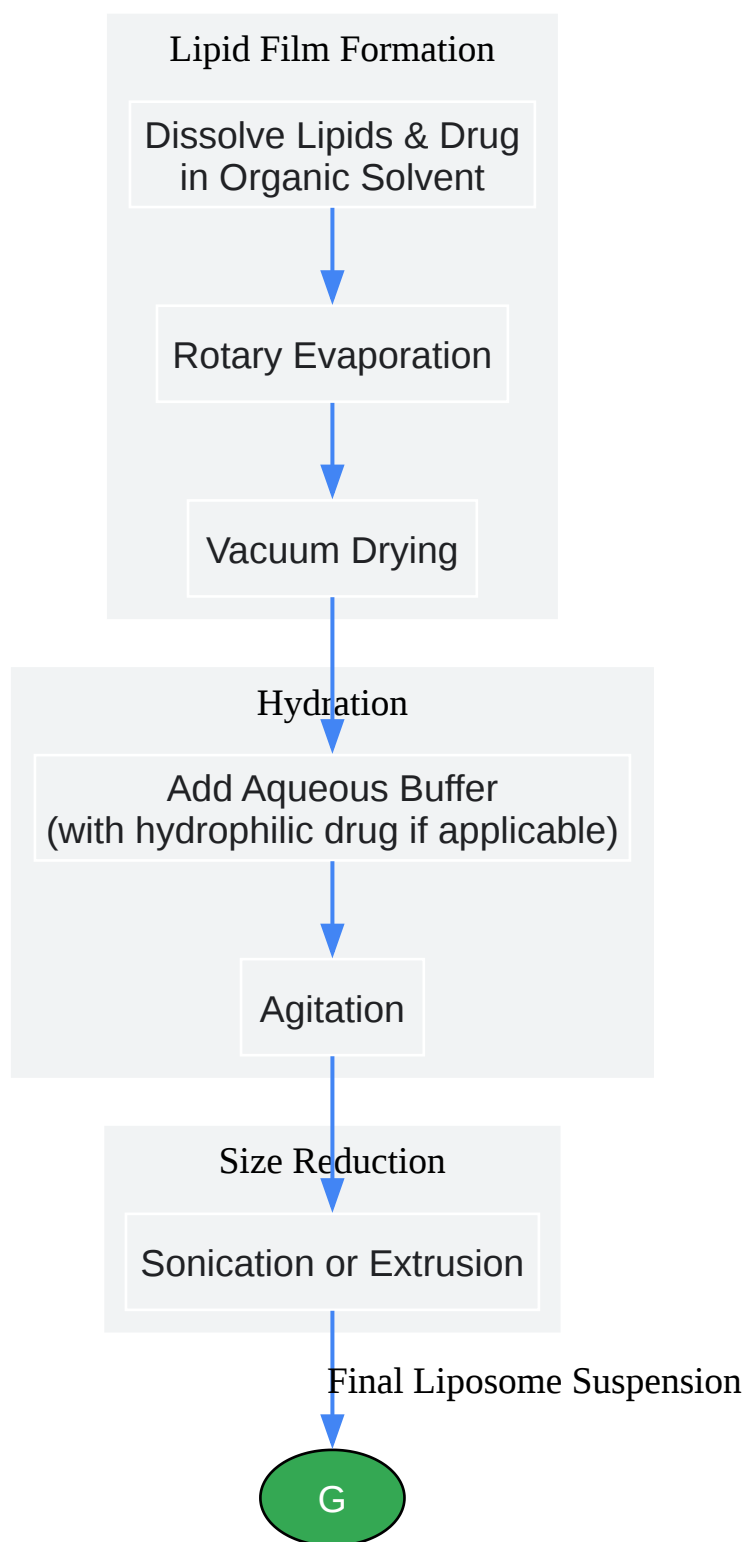 Lipid Film Formation
Dissolve Lipids & Drug
in Organic Solvent
Rotary Evaporation
Vacuum Drying
Hydration
Add Aqueous Buffer
(with hydrophilic drug if applicable)
Agitation
Size Reduction
Sonication or Extrusion
Final Liposome Suspension
G